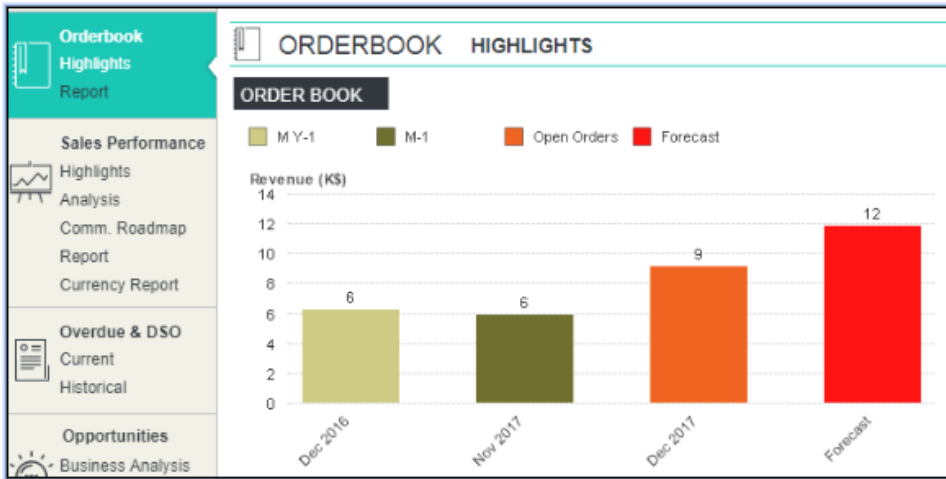 Orderbook
Highlights
Report
Sales Performance
Highlights
Analysis
Comm. Roadmap
Report
Currency Report
Overdue & DSO
Current
Historical
Opportunities
Business Analysis
ORDERBOOK HIGHLIGHTS
ORDER BOOK
M Y-1 M-1 Open Orders Forecast
Revenue (K$)
14
12
10
8
6
4
2
0
6
6
9
12
Dec 2016
Nov 2017
Dec 2017
Forecast